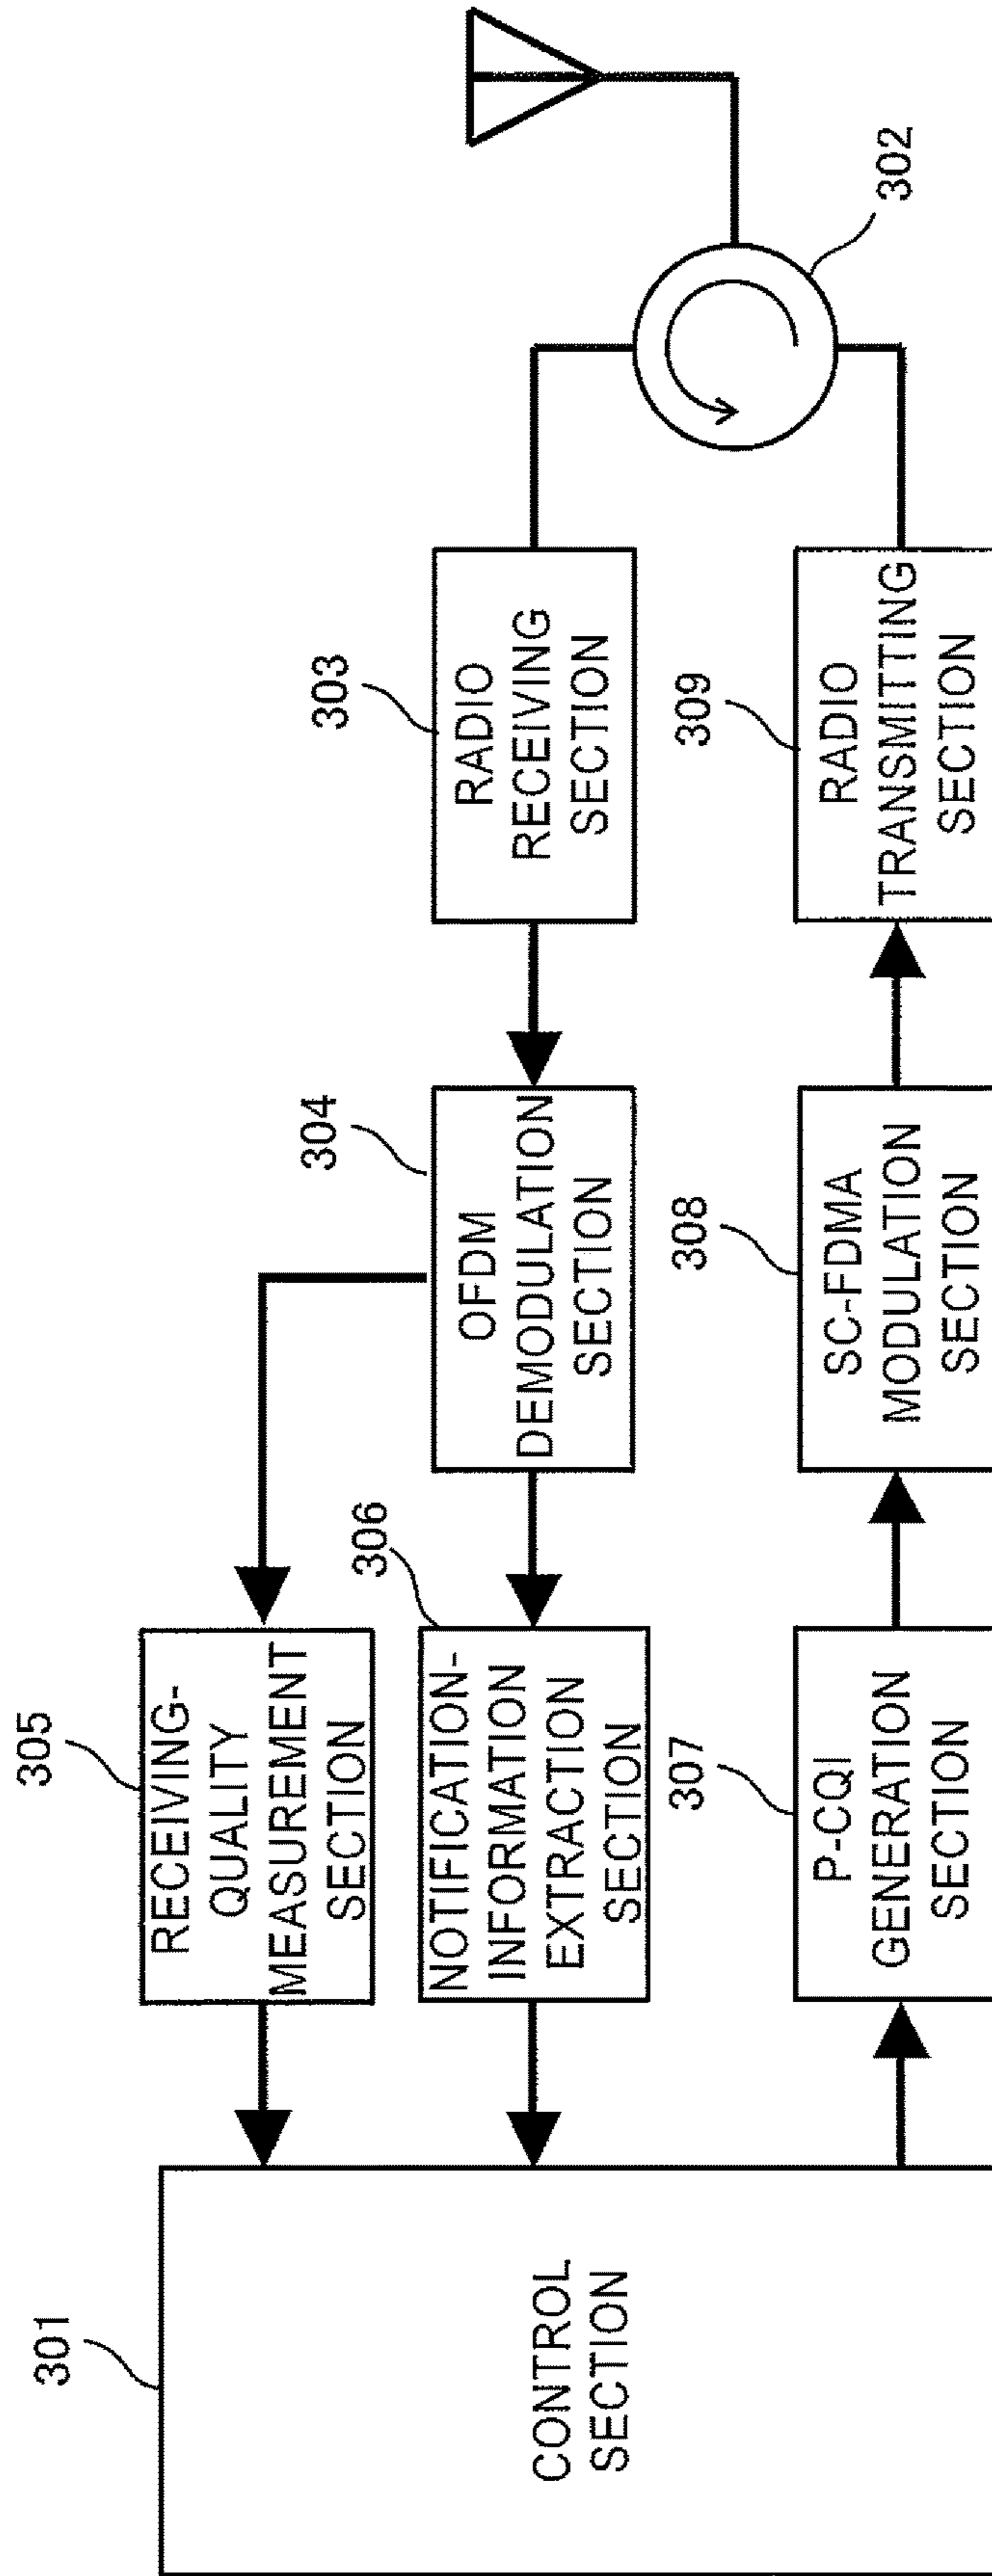 301
CONTROL
SECTION
305
RECEIVING-
QUALITY
MEASUREMENT
SECTION
306
NOTIFICATION-
INFORMATION
EXTRACTION
SECTION
307
P-CQI
GENERATION
SECTION
304
OFDM
DEMODULATION
SECTION
308
SC-FDMA
MODULATION
SECTION
303
RADIO
RECEIVING
SECTION
309
RADIO
TRANSMITTING
SECTION
302